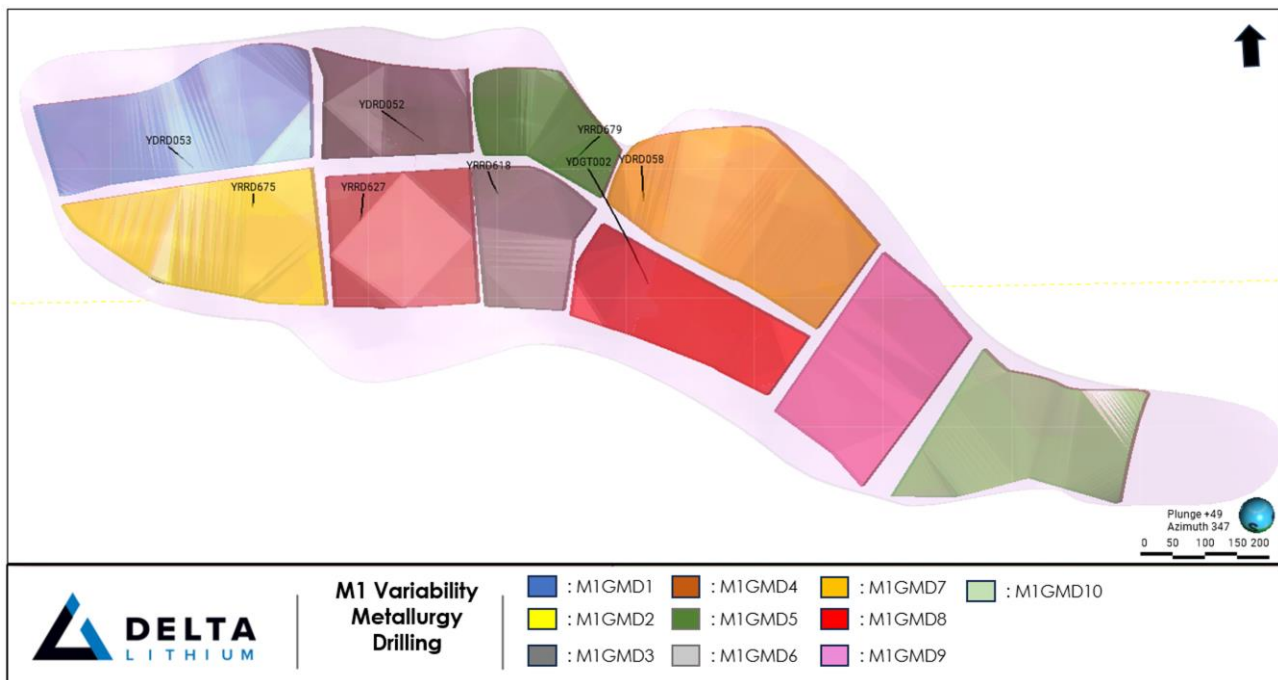 YDRD052
YDRD053
YRRD679
YRRD618
YDGT002
YDRD058
YRRD675
YRRD627
Plunge +49
Azimuth 347
0 50 100 150 200
DELTA
LITHIUM
M1 Variability
Metallurgy
Drilling
: M1GMD1
: M1GMD2
: M1GMD3
: M1GMD4
: M1GMD5
: M1GMD6
: M1GMD7
: M1GMD8
: M1GMD9
: M1GMD10